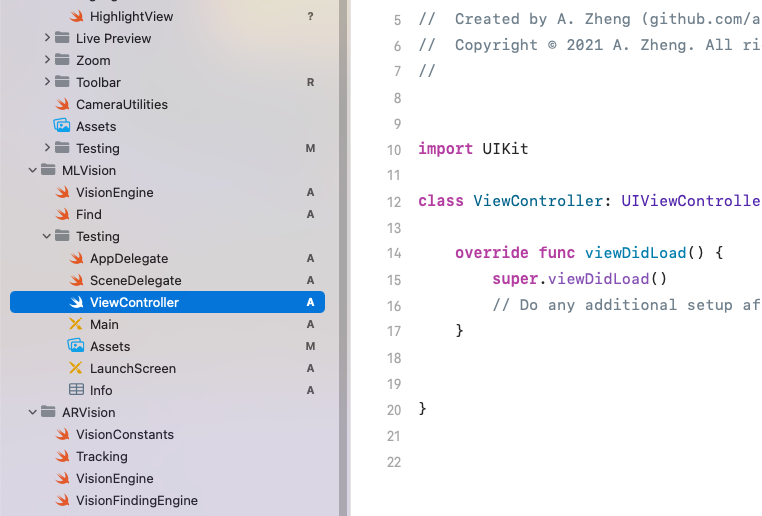 HighlightView ?
Live Preview
Zoom
Toolbar R
CameraUtilities
Assets
Testing M
MLVision
VisionEngine A
Find A
Testing
AppDelegate A
SceneDelegate A
ViewController A
Main A
Assets M
LaunchScreen A
Info A
ARVision
VisionConstants
Tracking
VisionEngine
VisionFindingEngine
5 //  Created by A. Zheng (github.com/a
6 //  Copyright © 2021 A. Zheng. All ri
7 //
8
9
10 import UIKit
11
12 class ViewController: UIViewControlle
13
14     override func viewDidLoad() {
15         super.viewDidLoad()
16         // Do any additional setup af
17     }
18
19
20 }
21
22